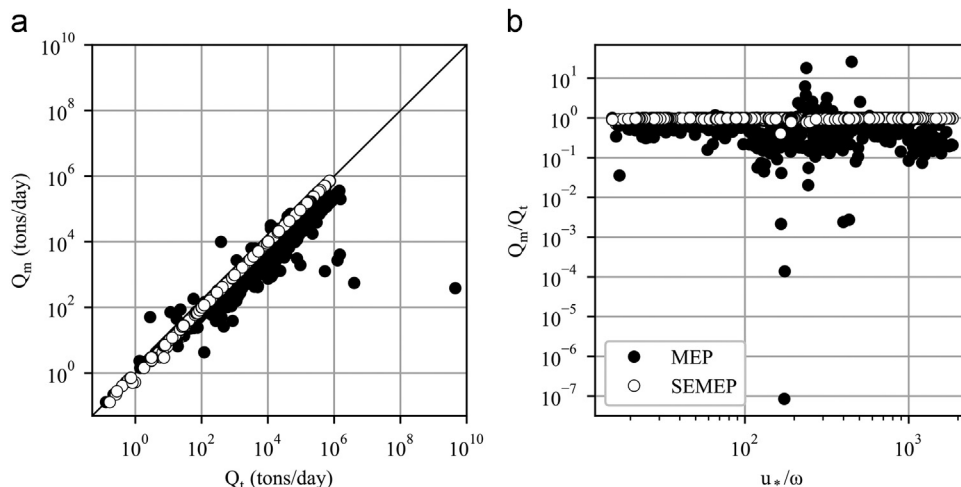 a
10^10
10^8
10^6
10^4
10^2
10^0
Q_m (tons/day)
10^0 10^2 10^4 10^6 10^8 10^10
Q_t (tons/day)
b
10^1
10^0
10^-1
10^-2
10^-3
10^-4
10^-5
10^-6
10^-7
Q_m/Q_t
MEP
SEMEP
10^2 10^3
u_*/ω